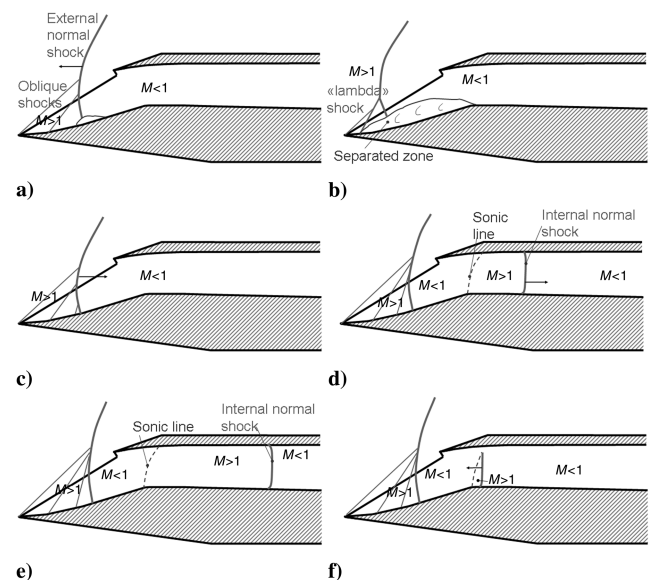 External
normal
shock
M<1
Oblique
shocks
M>1
a)
M>1
M<1
«lambda»
shock
Separated zone
b)
M>1
M<1
c)
Sonic
line
Internal normal
shock
M>1
M<1
M>1
M<1
d)
Sonic line
Internal normal
shock
M<1
M>1
M<1
M>1
e)
M<1
M>1
M<1
M>1
f)